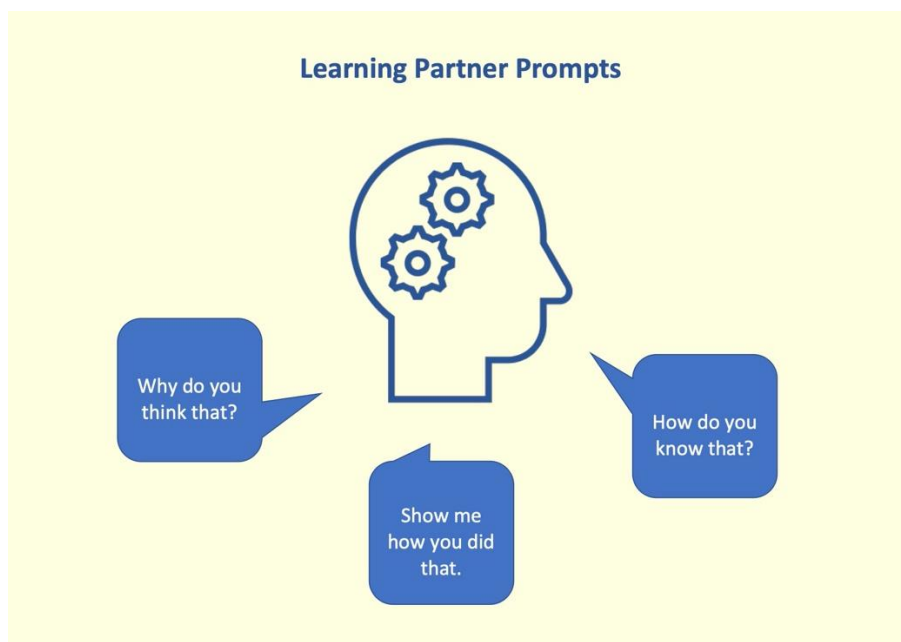 Learning Partner Prompts
Why do you
think that?
Show me
how you did
that.
How do you
know that?